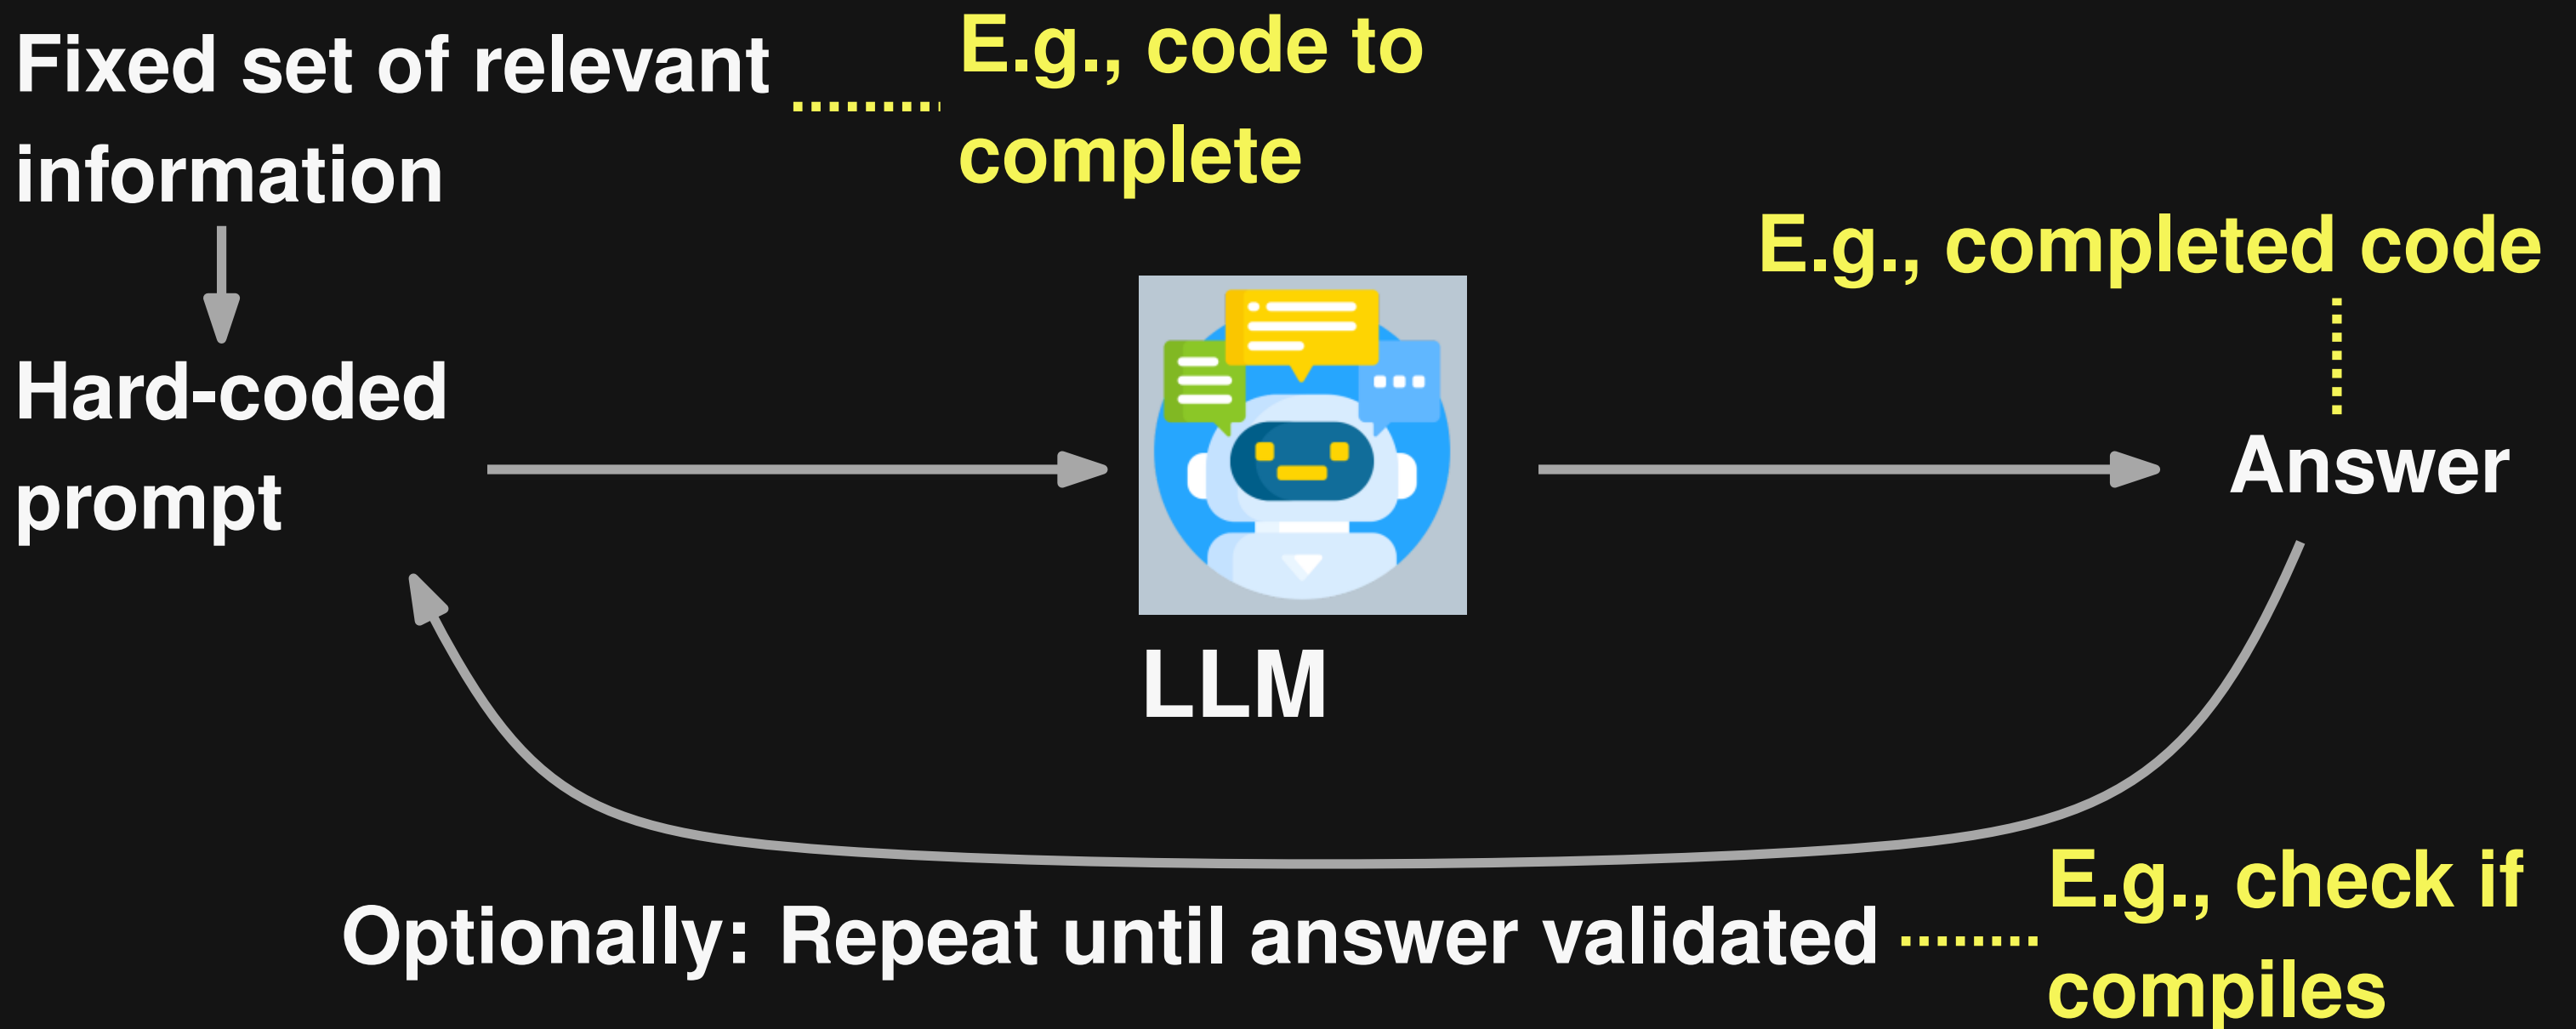 Fixed set of relevant
information
E.g., code to
complete
E.g., completed code
Hard-coded
prompt
Answer
LLM
Optionally: Repeat until answer validated
E.g., check if
compiles